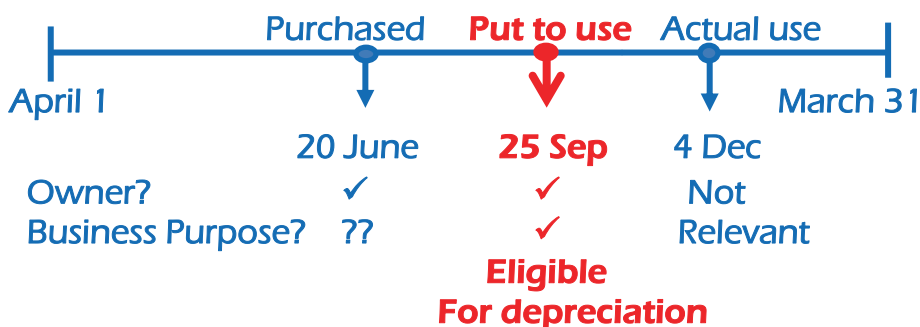 Purchased Put to use Actual use
April 1 March 31
20 June 25 Sep 4 Dec
Owner? ✓ ✓ Not
Business Purpose? ?? ✓ Relevant
Eligible
For depreciation